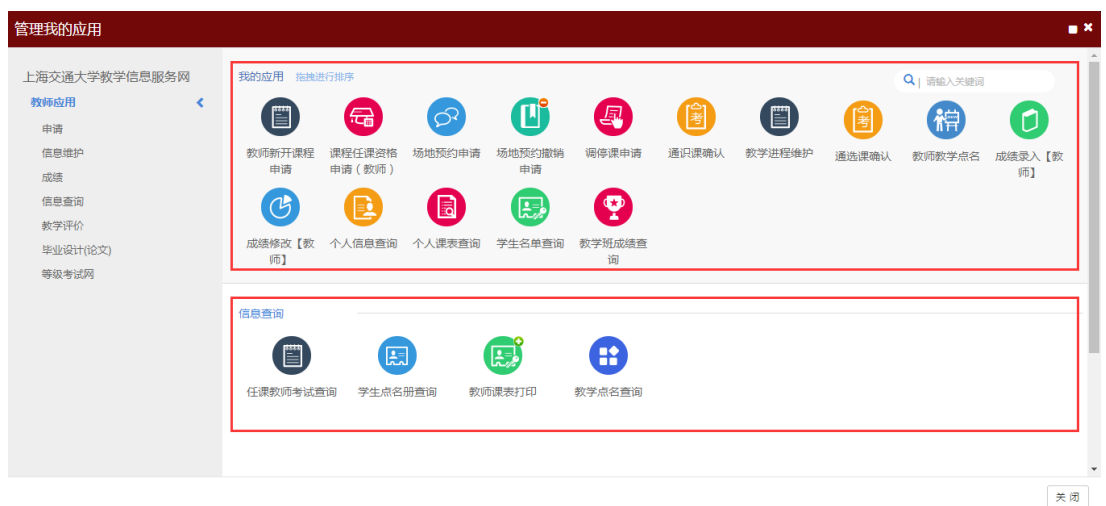 管理我的应用
上海交通大学教学信息服务网
教师应用
申请
信息维护
成绩
信息查询
教学评价
毕业设计(论文)
等级考试网
我的应用 拖拽进行排序
请输入关键词
教师新开课程 课程任课资格 场地预约申请 场地预约撤销 调停课申请 通识课确认 教学进程维护 通选课确认 教师教学点名 成绩录入【教
申请 申请（教师） 申请 师】
成绩修改【教 个人信息查询 个人课表查询 学生名单查询 教学班成绩查
师】 询
信息查询
任课教师考试查询 学生点名册查询 教师课表打印 教学点名查询
关 闭